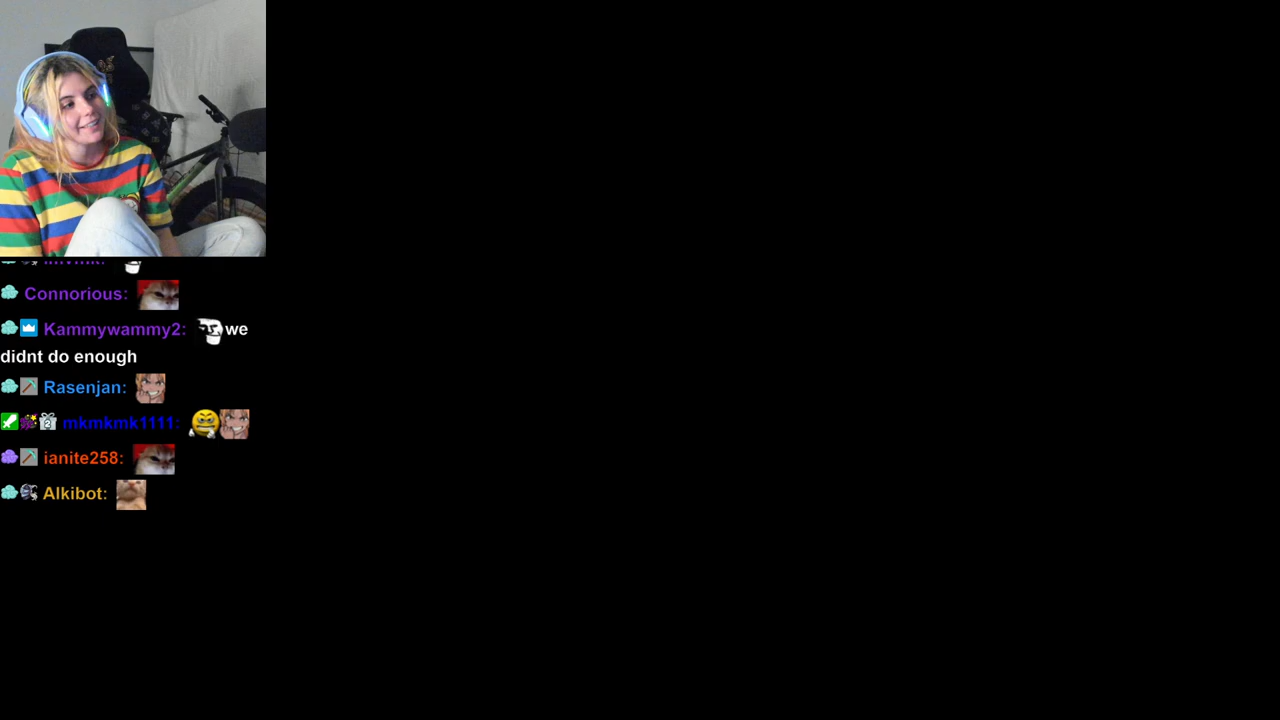 Connorious:
Kammywammy2: we
didnt do enough
Rasenjan:
mkmkmk1111:
ianite258:
Alkibot: